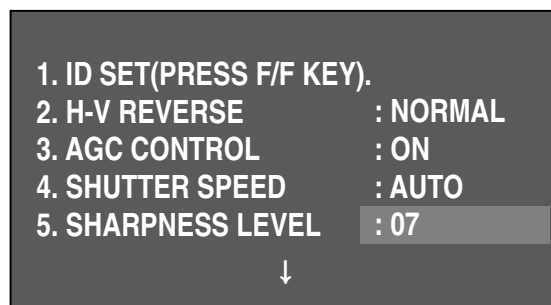 1. ID SET(PRESS F/F KEY).
2. H-V REVERSE : NORMAL
3. AGC CONTROL : ON
4. SHUTTER SPEED : AUTO
5. SHARPNESS LEVEL : 07
↓